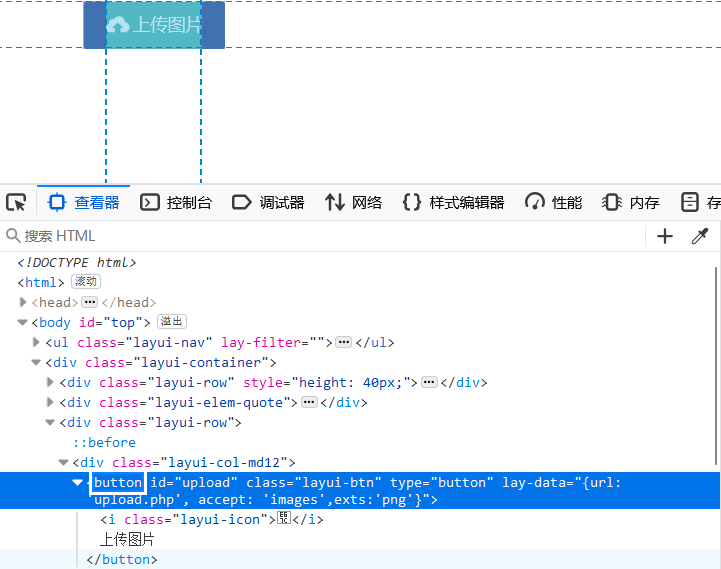 上传图片
查看器 控制台 调试器 网络 {} 样式编辑器 性能 内存 存
搜索 HTML
<!DOCTYPE html>
<html> 滚动
<head> ••• </head>
<body id="top"> 溢出
<ul class="layui-nav" lay-filter=""> ••• </ul>
<div class="layui-container">
<div class="layui-row" style="height: 40px;"> ••• </div>
<div class="layui-elem-quote"> ••• </div>
<div class="layui-row">
::before
<div class="layui-col-md12">
button id="upload" class="layui-btn" type="button" lay-data="{url:
'upload.php', accept: 'images',exts:'png'}">
<i class="layui-icon"></i>
上传图片
</button>